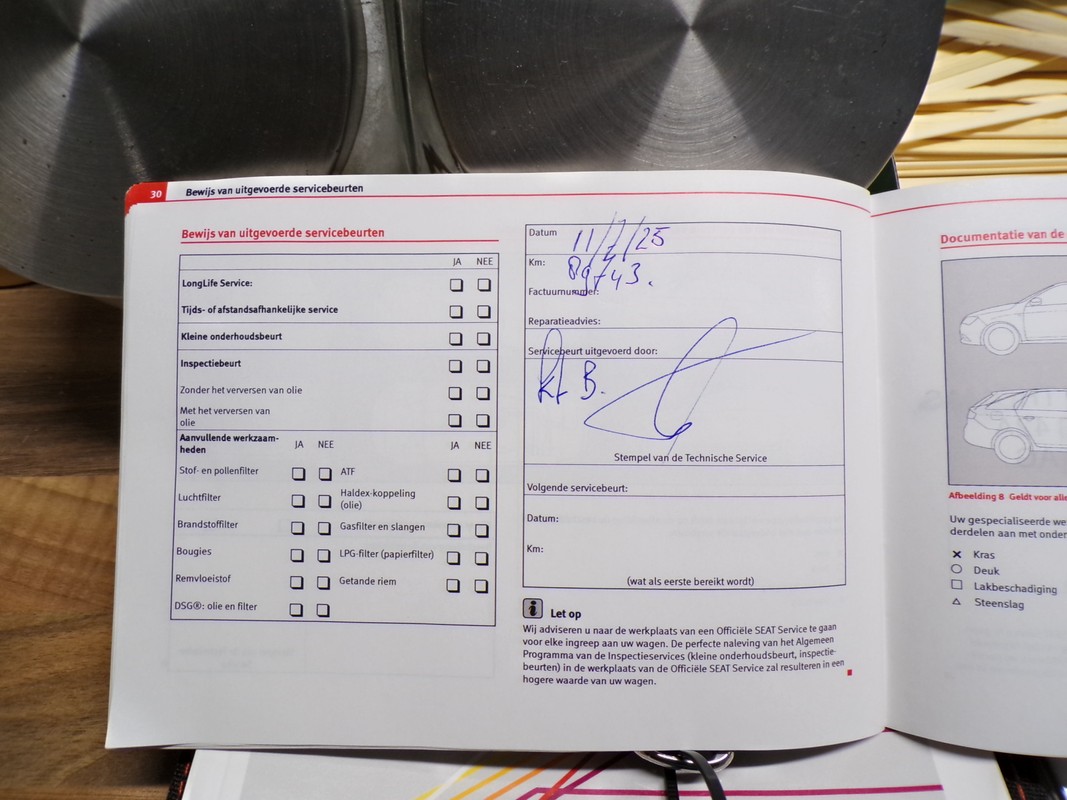 30 Bewijs van uitgevoerde servicebeurten
Bewijs van uitgevoerde servicebeurten
JA NEE
LongLife Service:
Tijds- of afstandsafhankelijke service
Kleine onderhoudsbeurt
Inspectiebeurt
Zonder het verversen van olie
Met het verversen van
olie
Aanvullende werkzaam-
heden
JA NEE JA NEE
Stof- en pollenfilter ATF
Luchtfilter Haldex-koppeling
(olie)
Brandstoffilter Gasfilter en slangen
Bougies LPG-filter (papierfilter)
Remvloeistof Getande riem
DSG®: olie en filter
Datum
Km:
Factuurnummer:
Reparatieadvies:
Servicebeurt uitgevoerd door:
B.
Stempel van de Technische Service
Volgende servicebeurt:
Datum:
Km:
(wat als eerste bereikt wordt)
i Let op
Wij adviseren u naar de werkplaats van een Officiële SEAT Service te gaan
voor elke ingreep aan uw wagen. De perfecte naleving van het Algemeen
Programma van de Inspectieservices (kleine onderhoudsbeurt, inspectie-
beurten) in de werkplaats van de Officiële SEAT Service zal resulteren in een
hogere waarde van uw wagen.
Documentatie van de
Afbeelding 8 Geldt voor alle
Uw gespecialiseerde we
derdelen aan met onder
Kras
Deuk
Lakbeschadiging
Steenslag